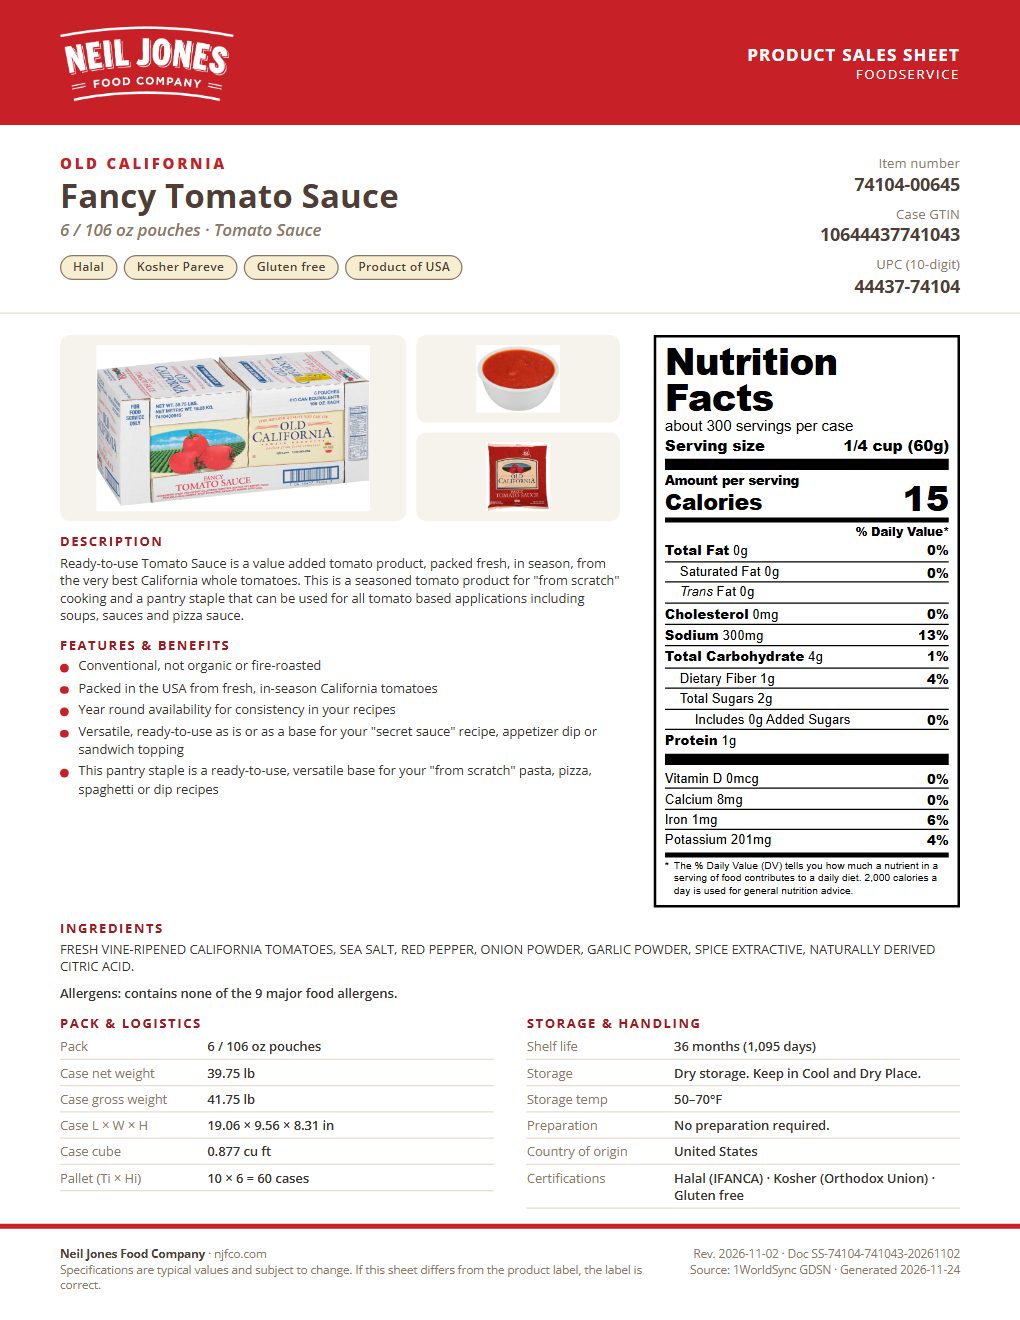 NEIL JONES
FOOD COMPANY
PRODUCT SALES SHEET
FOODSERVICE
OLD CALIFORNIA
Fancy Tomato Sauce
6 / 106 oz pouches · Tomato Sauce
Halal
Kosher Pareve
Gluten free
Product of USA
Item number
74104-00645
Case GTIN
10644437741043
UPC (10-digit)
44437-74104
FOR
FOOD
SERVICE
ONLY
NET WT. 39.75 LBS.
6 POUCHES
OLD
CALIFORNIA
FANCY
TOMATO SAUCE
OLD
CALIFORNIA
TOMATO SAUCE
DESCRIPTION
Ready-to-use Tomato Sauce is a value added tomato product, packed fresh, in season, from
the very best California whole tomatoes. This is a seasoned tomato product for "from scratch"
cooking and a pantry staple that can be used for all tomato based applications including
soups, sauces and pizza sauce.
FEATURES & BENEFITS
Conventional, not organic or fire-roasted
Packed in the USA from fresh, in-season California tomatoes
Year round availability for consistency in your recipes
Versatile, ready-to-use as is or as a base for your "secret sauce" recipe, appetizer dip or
sandwich topping
This pantry staple is a ready-to-use, versatile base for your "from scratch" pasta, pizza,
spaghetti or dip recipes
Nutrition
Facts
about 300 servings per case
Serving size 1/4 cup (60g)
Amount per serving
Calories 15
% Daily Value*
Total Fat 0g 0%
Saturated Fat 0g 0%
Trans Fat 0g
Cholesterol 0mg 0%
Sodium 300mg 13%
Total Carbohydrate 4g 1%
Dietary Fiber 1g 4%
Total Sugars 2g
Includes 0g Added Sugars 0%
Protein 1g
Vitamin D 0mcg 0%
Calcium 8mg 0%
Iron 1mg 6%
Potassium 201mg 4%
* The % Daily Value (DV) tells you how much a nutrient in a
serving of food contributes to a daily diet. 2,000 calories a
day is used for general nutrition advice.
INGREDIENTS
FRESH VINE-RIPENED CALIFORNIA TOMATOES, SEA SALT, RED PEPPER, ONION POWDER, GARLIC POWDER, SPICE EXTRACTIVE, NATURALLY DERIVED
CITRIC ACID.
Allergens: contains none of the 9 major food allergens.
PACK & LOGISTICS
Pack 6 / 106 oz pouches
Case net weight 39.75 lb
Case gross weight 41.75 lb
Case L × W × H 19.06 × 9.56 × 8.31 in
Case cube 0.877 cu ft
Pallet (Ti × Hi) 10 × 6 = 60 cases
STORAGE & HANDLING
Shelf life 36 months (1,095 days)
Storage Dry storage. Keep in Cool and Dry Place.
Storage temp 50–70°F
Preparation No preparation required.
Country of origin United States
Certifications Halal (IFANCA) · Kosher (Orthodox Union) ·
Gluten free
Neil Jones Food Company · njfco.com
Specifications are typical values and subject to change. If this sheet differs from the product label, the label is
correct.
Rev. 2026-11-02 · Doc SS-74104-741043-20261102
Source: 1WorldSync GDSN · Generated 2026-11-24